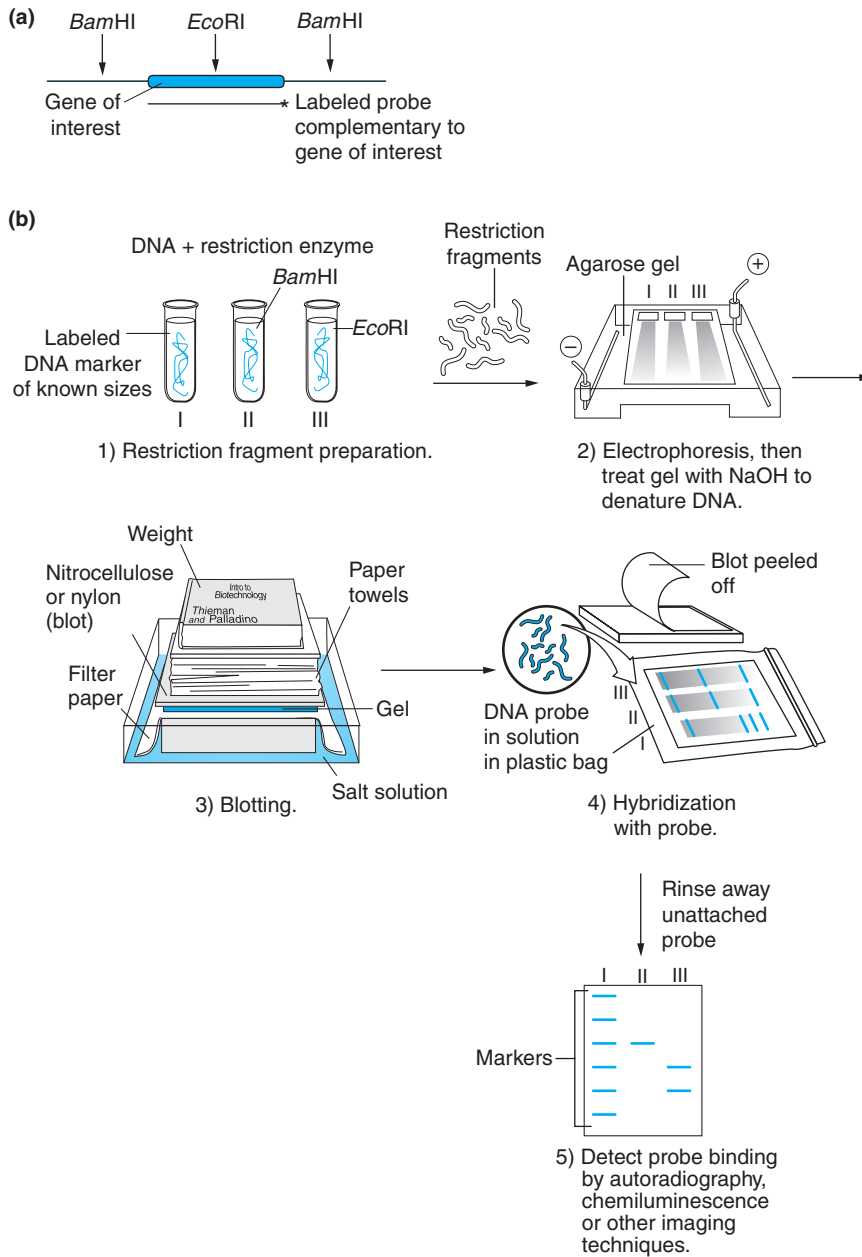 (a)
BamHI EcoRI BamHI
Gene of
interest
* Labeled probe
complementary to
gene of interest
(b)
DNA + restriction enzyme
BamHI
EcoRI
Labeled
DNA marker
of known sizes
I II III
1) Restriction fragment preparation.
Restriction
fragments
Agarose gel
I II III
+
−
2) Electrophoresis, then
treat gel with NaOH to
denature DNA.
Weight
Nitrocellulose
or nylon
(blot)
Filter
paper
Intro to
Biotechnology
Thieman
and Palladino
Paper
towels
Gel
Salt solution
3) Blotting.
Blot peeled
off
DNA probe
in solution
in plastic bag
III
II
I
4) Hybridization
with probe.
Rinse away
unattached
probe
I II III
Markers
5) Detect probe binding
by autoradiography,
chemiluminescence
or other imaging
techniques.